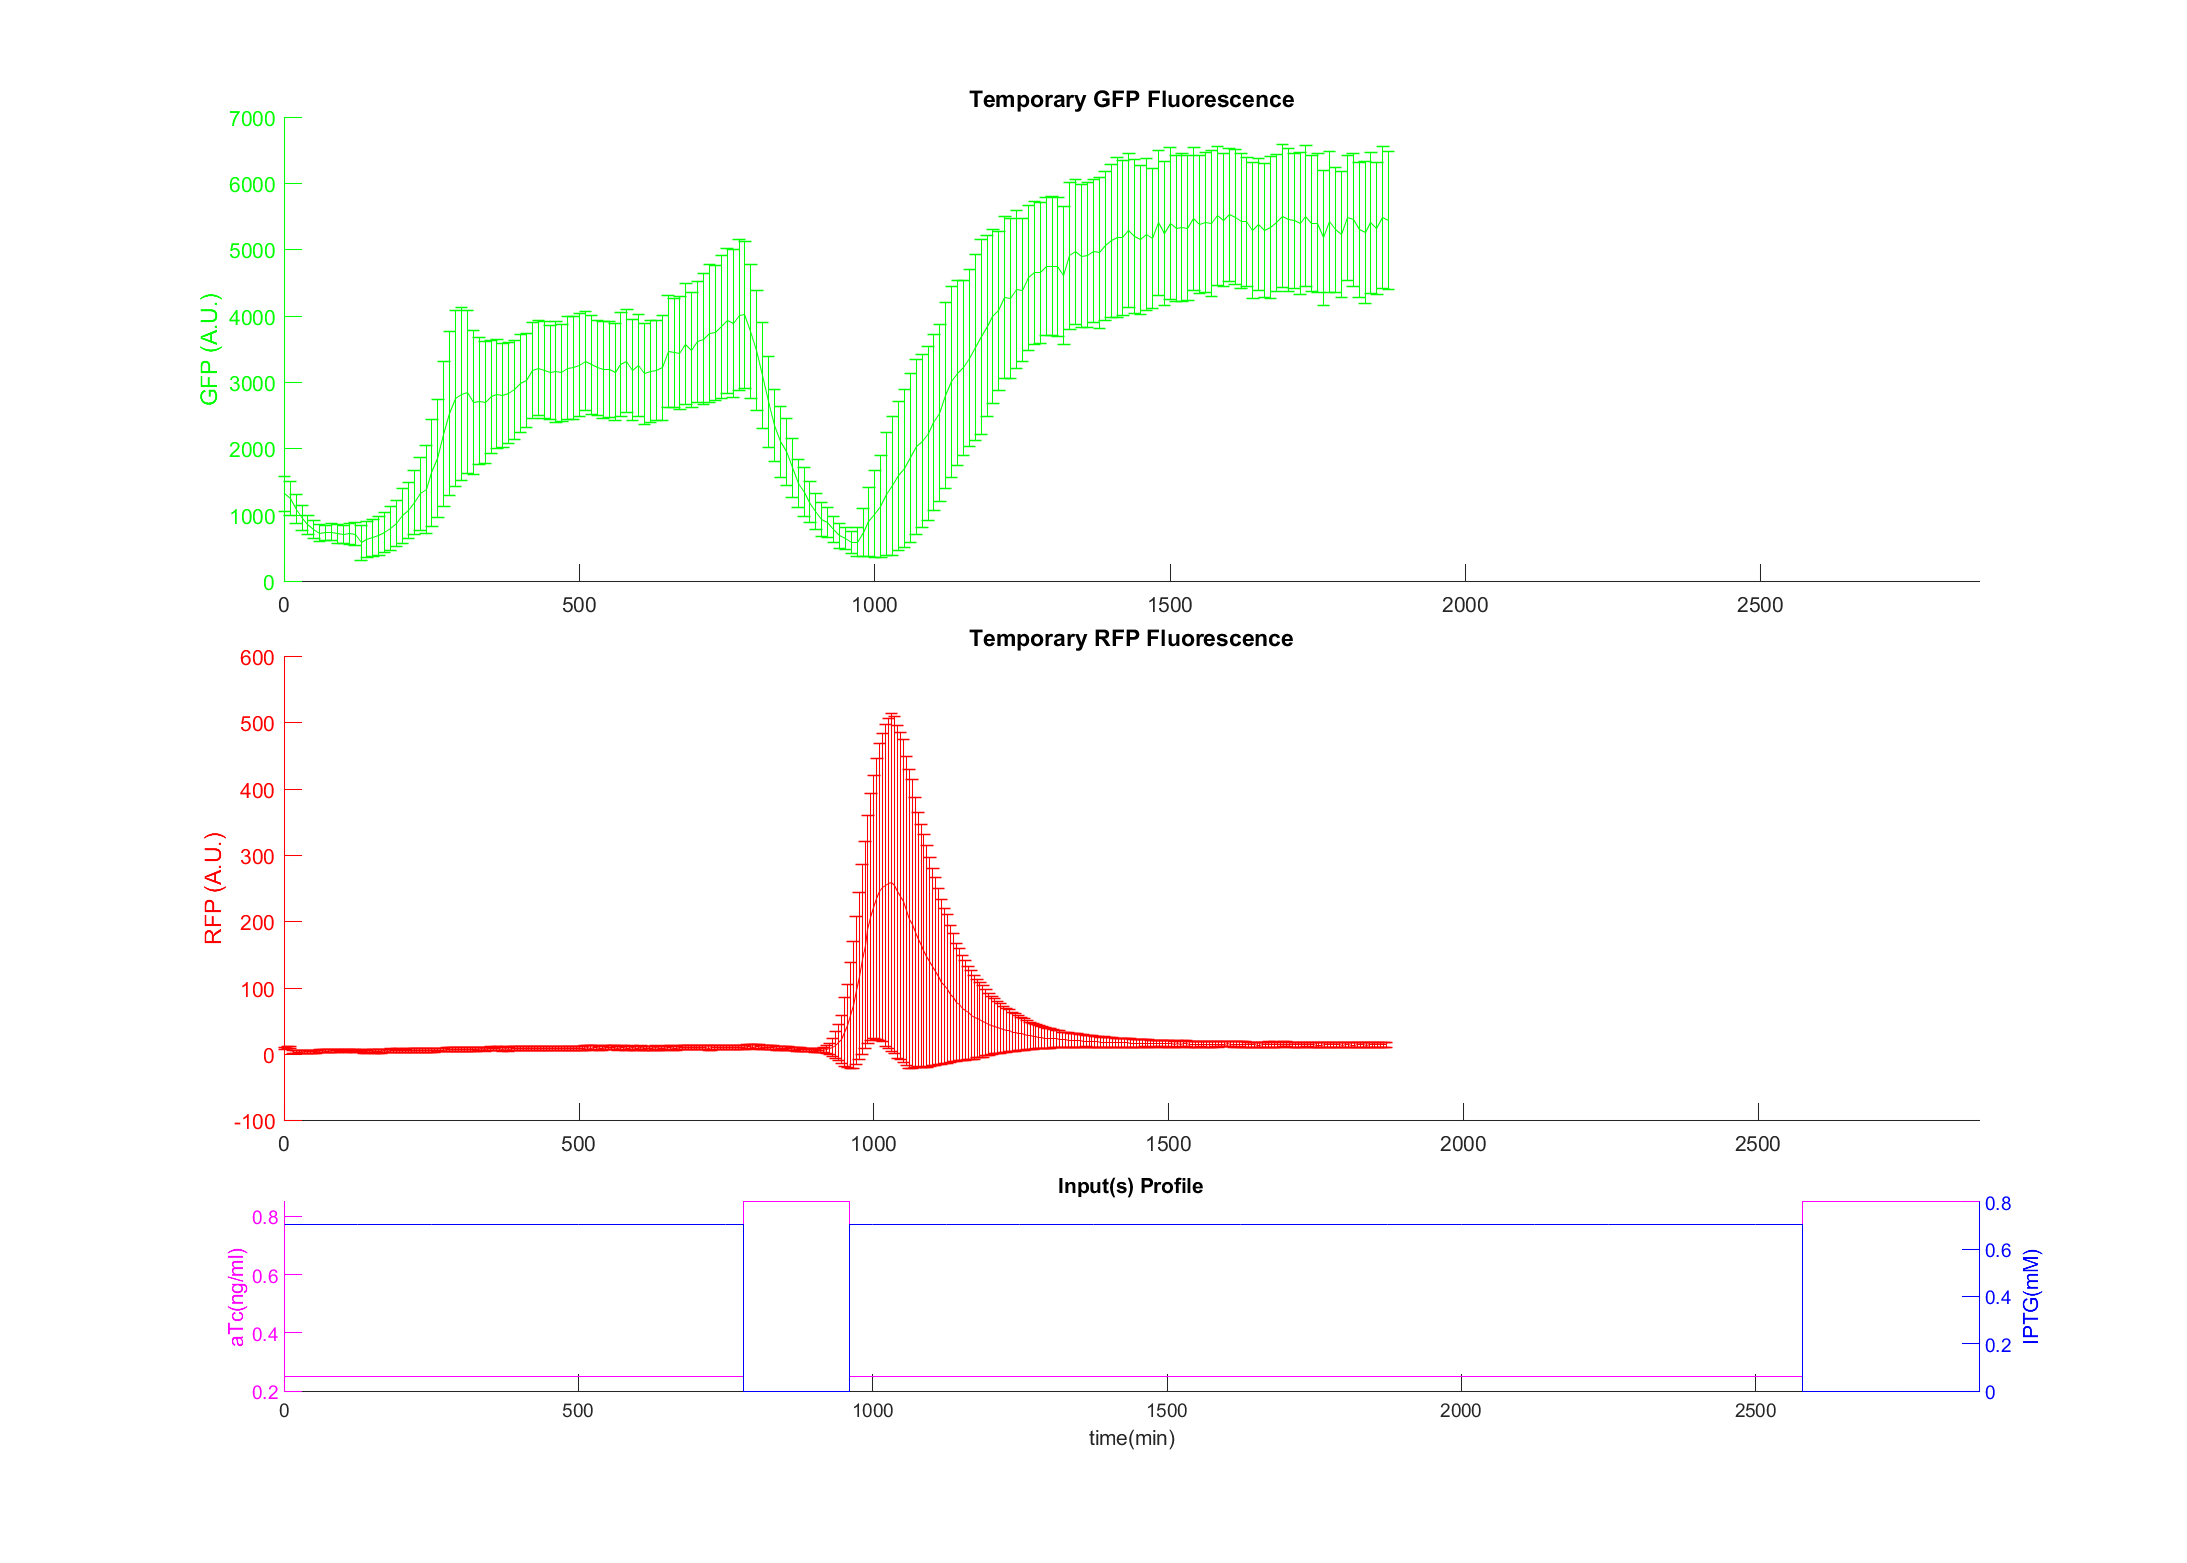 Temporary GFP Fluorescence
7000
6000
5000
4000
3000
2000
1000
0
GFP (A.U.)
0 500 1000 1500 2000 2500
Temporary RFP Fluorescence
600
500
400
300
200
100
0
-100
RFP (A.U.)
0 500 1000 1500 2000 2500
Input(s) Profile
0.8
0.6
0.4
0.2
aTc(ng/ml)
0.8
0.6
0.4
0.2
0
IPTG(mM)
0 500 1000 1500 2000 2500
time(min)